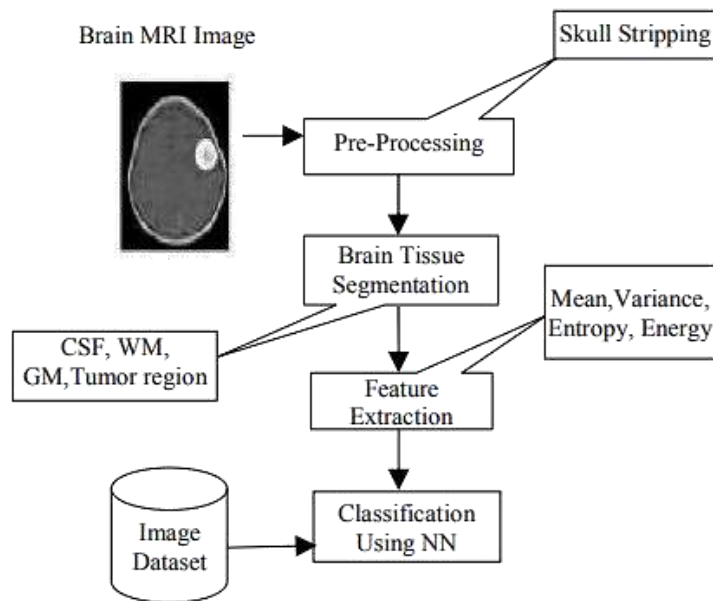 Brain MRI Image
Skull Stripping
Pre-Processing
Brain Tissue
Segmentation
Mean,Variance,
Entropy, Energy
CSF, WM,
GM,Tumor region
Feature
Extraction
Image
Dataset
Classification
Using NN